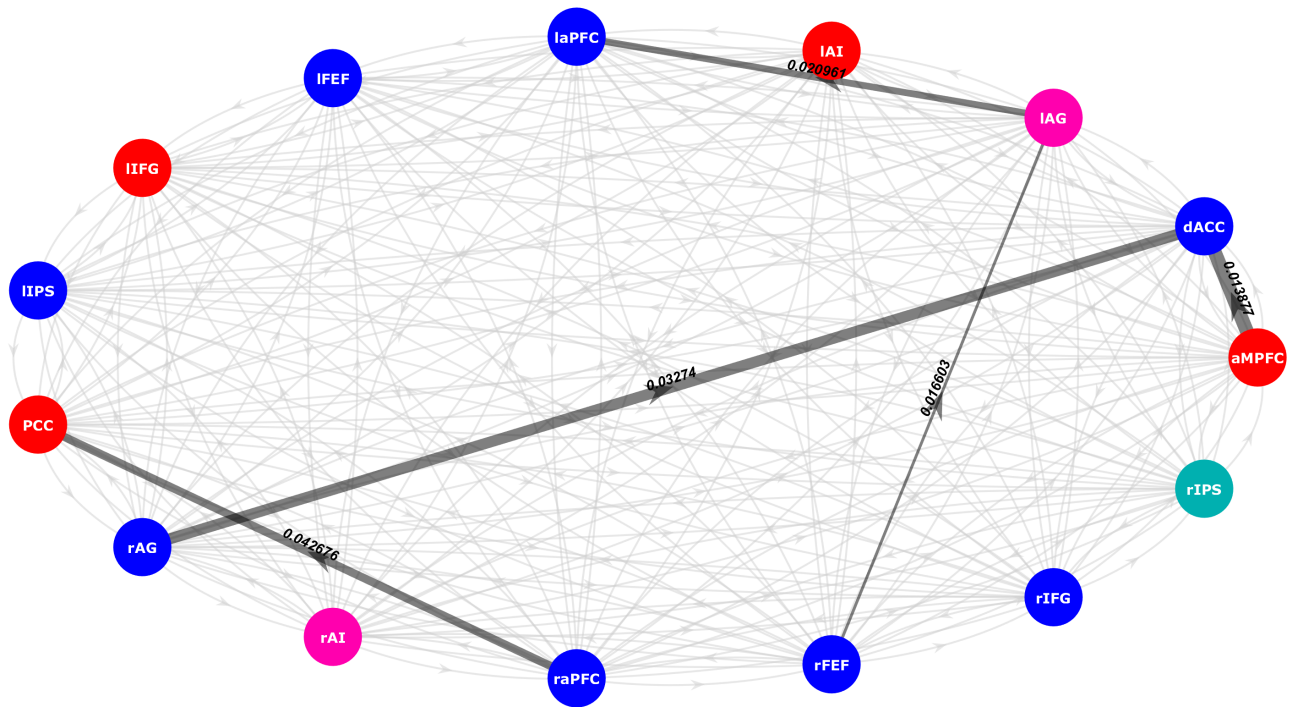 laPFC
lAI
lFEF
0.020961
lAG
lIFG
dACC
0.013877
lIPS
aMPFC
0.03274
0.016603
PCC
rIPS
rAG
0.042676
rIFG
rAI
rFEF
raPFC